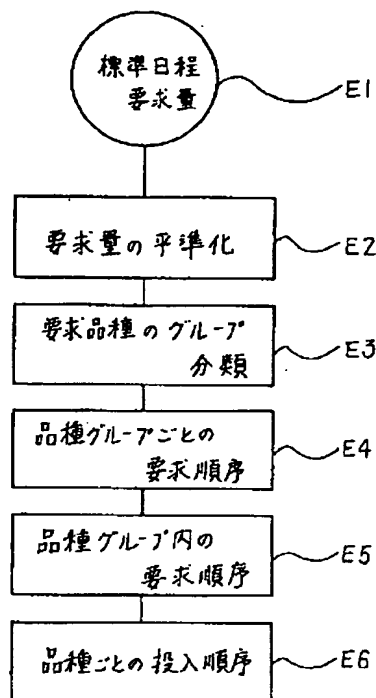 標準日程
要求量
E1
要求量の平準化
E2
要求品種のグループ
分類
E3
品種グループごとの
要求順序
E4
品種グループ内の
要求順序
E5
品種ごとの投入順序
E6